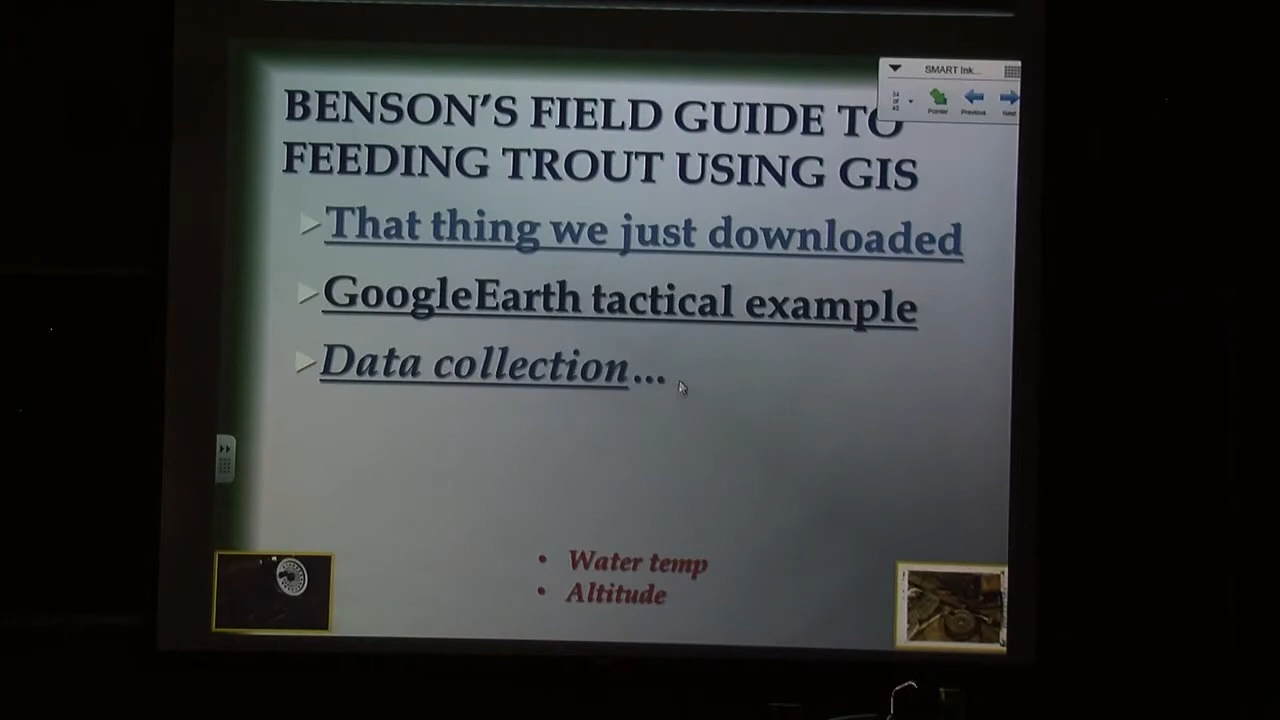 BENSON'S FIELD GUIDE TO
FEEDING TROUT USING GIS
That thing we just downloaded
GoogleEarth tactical example
Data collection...
• Water temp
• Altitude
SMART Ink...
Pointer
Previous
Next